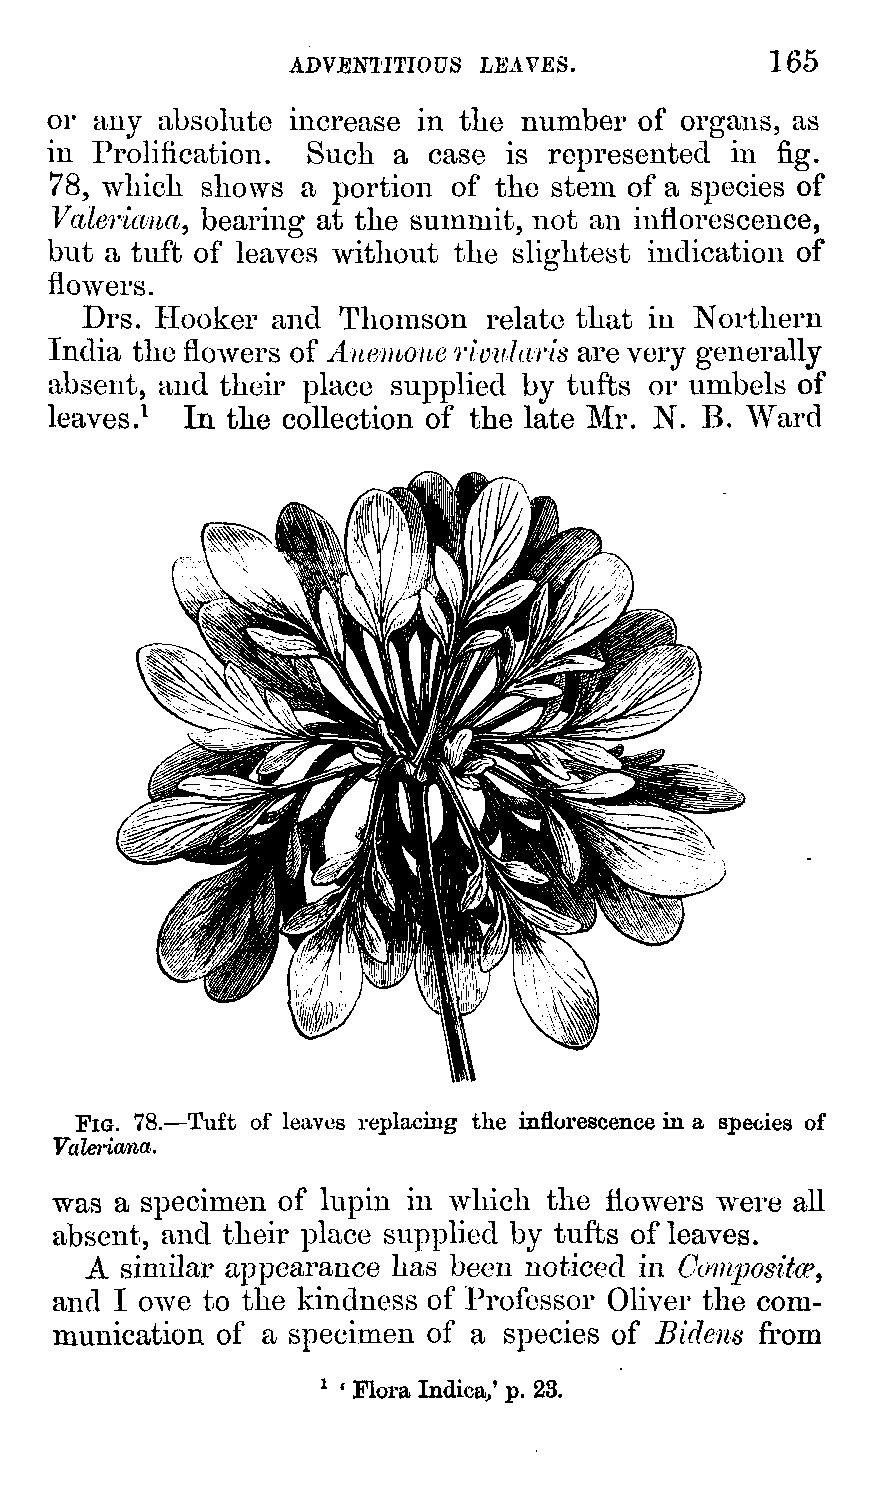 ADVENTITIOUS LEAVES. 165
or any absolute increase in the number of organs, as
in Prolification. Such a case is represented in fig.
78, which shows a portion of the stem of a species of
Valeriana, bearing at the summit, not an inflorescence,
but a tuft of leaves without the slightest indication of
flowers.
Drs. Hooker and Thomson relate that in Northern
India the flowers of Anemone rivularis are very generally
absent, and their place supplied by tufts or umbels of
leaves.¹ In the collection of the late Mr. N. B. Ward
FIG. 78.—Tuft of leaves replacing the inflorescence in a species of
Valeriana.
was a specimen of lupin in which the flowers were all
absent, and their place supplied by tufts of leaves.
A similar appearance has been noticed in Compositæ,
and I owe to the kindness of Professor Oliver the com-
munication of a specimen of a species of Bidens from
¹ ‘Flora Indica,’ p. 23.